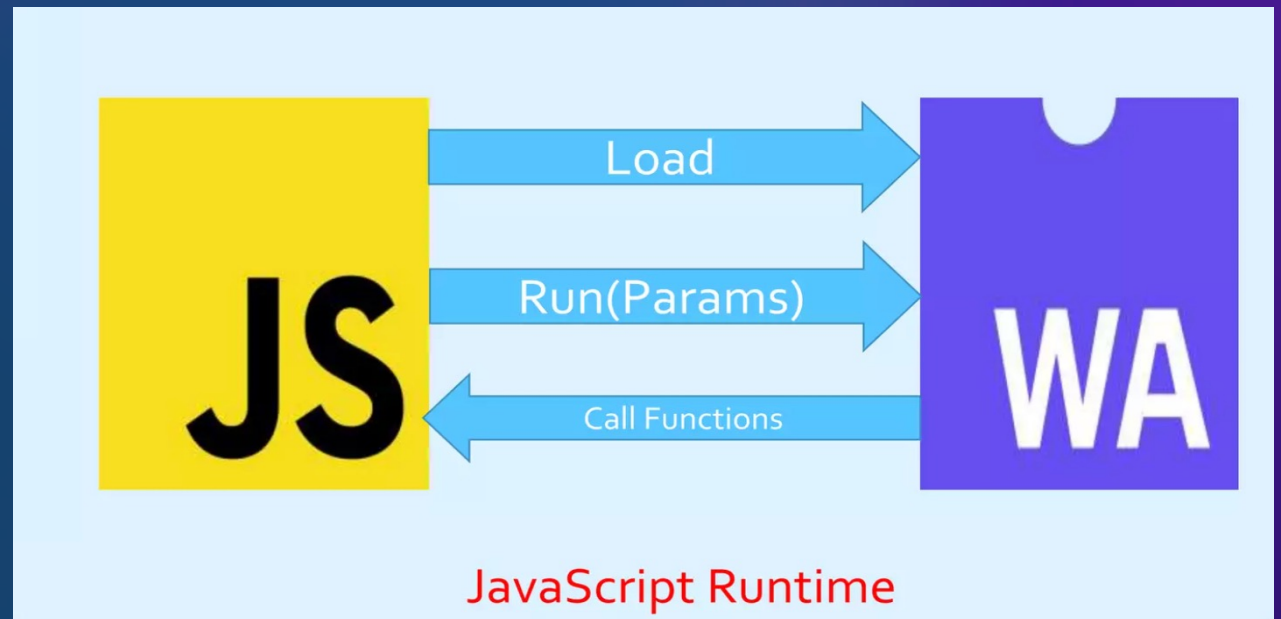 JS
Load
Run(Params)
Call Functions
WA
JavaScript Runtime